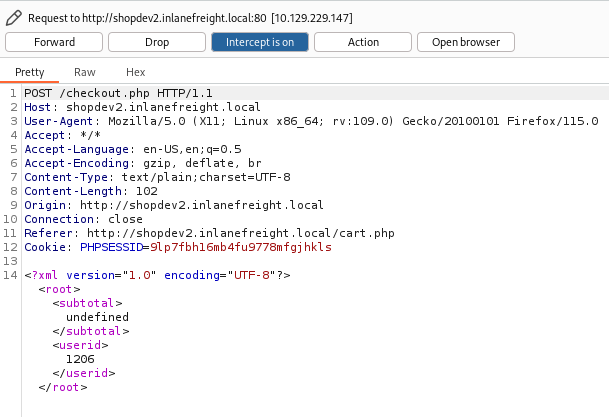 Request to http://shopdev2.inlanefreight.local:80 [10.129.229.147]
Forward Drop Intercept is on Action Open browser
Pretty Raw Hex
1 POST /checkout.php HTTP/1.1
2 Host: shopdev2.inlanefreight.local
3 User-Agent: Mozilla/5.0 (X11; Linux x86_64; rv:109.0) Gecko/20100101 Firefox/115.0
4 Accept: */*
5 Accept-Language: en-US,en;q=0.5
6 Accept-Encoding: gzip, deflate, br
7 Content-Type: text/plain;charset=UTF-8
8 Content-Length: 102
9 Origin: http://shopdev2.inlanefreight.local
10 Connection: close
11 Referer: http://shopdev2.inlanefreight.local/cart.php
12 Cookie: PHPSESSID=9lp7fbh16mb4fu9778mfgjhkls
13
14 <?xml version="1.0" encoding="UTF-8"?>
<root>
<subtotal>
undefined
</subtotal>
<userid>
1206
</userid>
</root>